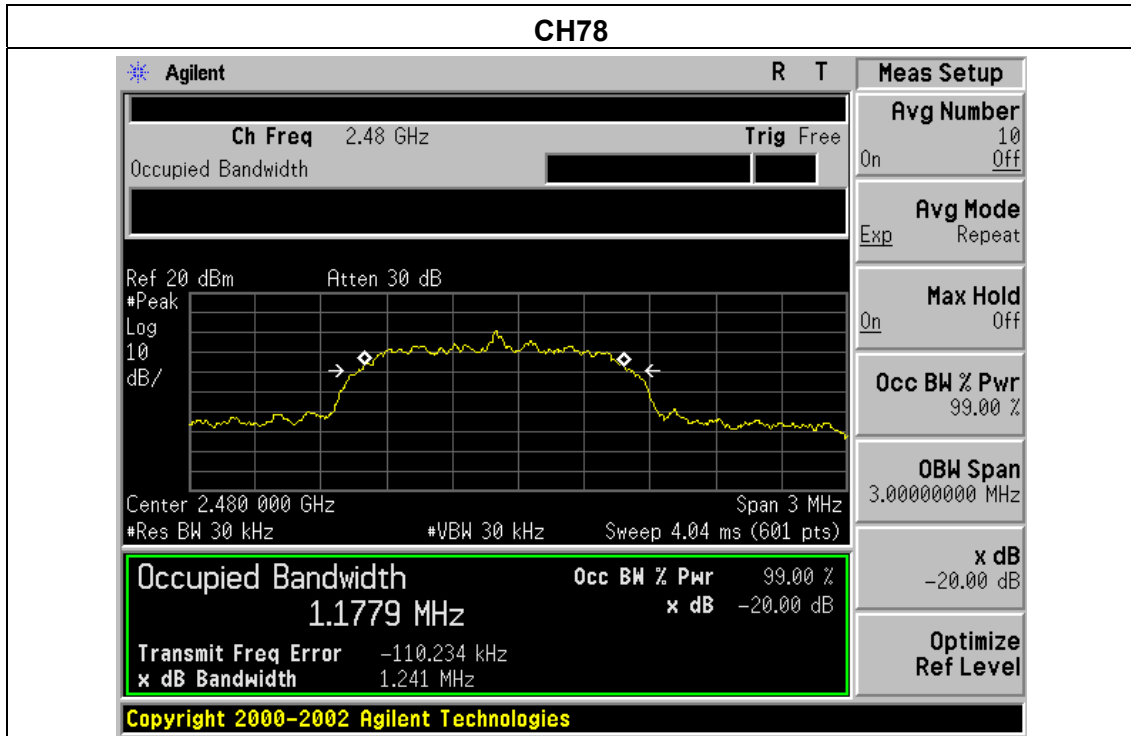 CH78
Agilent R T
Ch Freq 2.48 GHz Trig Free
Occupied Bandwidth
Ref 20 dBm Atten 30 dB
#Peak
Log
10
dB/
Center 2.480 000 GHz Span 3 MHz
#Res BW 30 kHz #VBW 30 kHz Sweep 4.04 ms (601 pts)
Occupied Bandwidth Occ BW % Pwr 99.00 %
1.1779 MHz x dB -20.00 dB
Transmit Freq Error -110.234 kHz
x dB Bandwidth 1.241 MHz
Copyright 2000-2002 Agilent Technologies
Meas Setup
Avg Number
10
On Off
Avg Mode
Exp Repeat
Max Hold
On Off
Occ BW % Pwr
99.00 %
OBW Span
3.00000000 MHz
x dB
-20.00 dB
Optimize
Ref Level